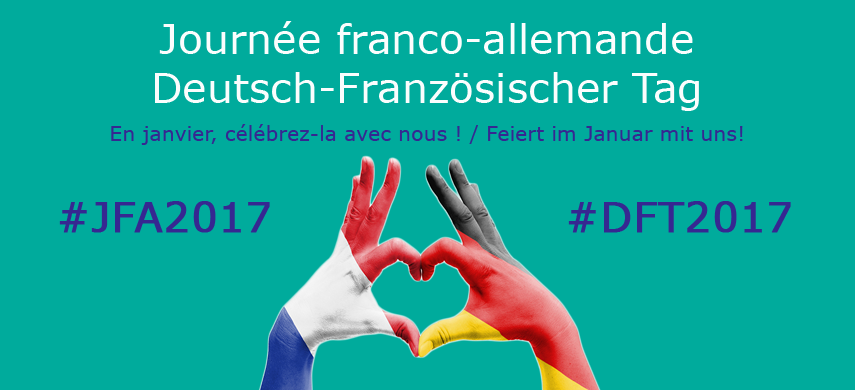 Journée franco-allemande
Deutsch-Französischer Tag
En janvier, célébrez-la avec nous ! / Feiert im Januar mit uns!
#JFA2017
#DFT2017